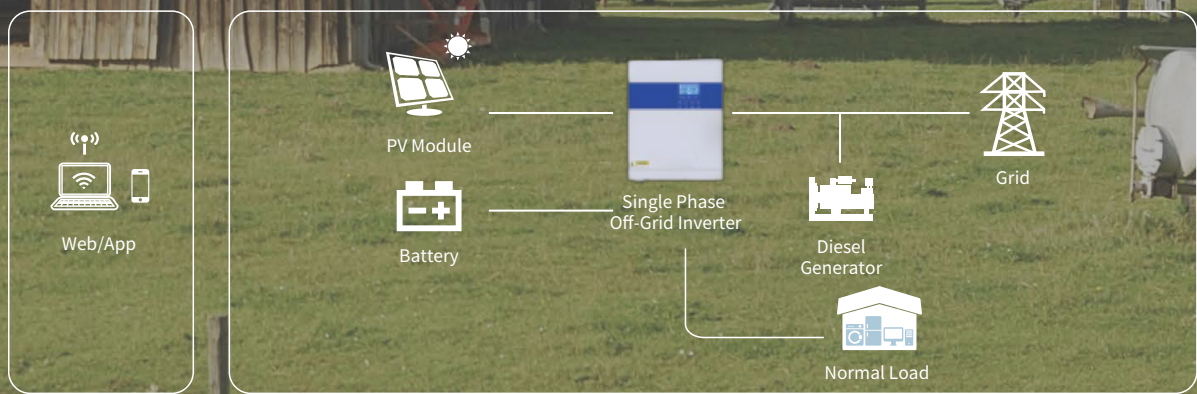 Web/App
PV Module
Battery
Single Phase
Off-Grid Inverter
Diesel
Generator
Grid
Normal Load